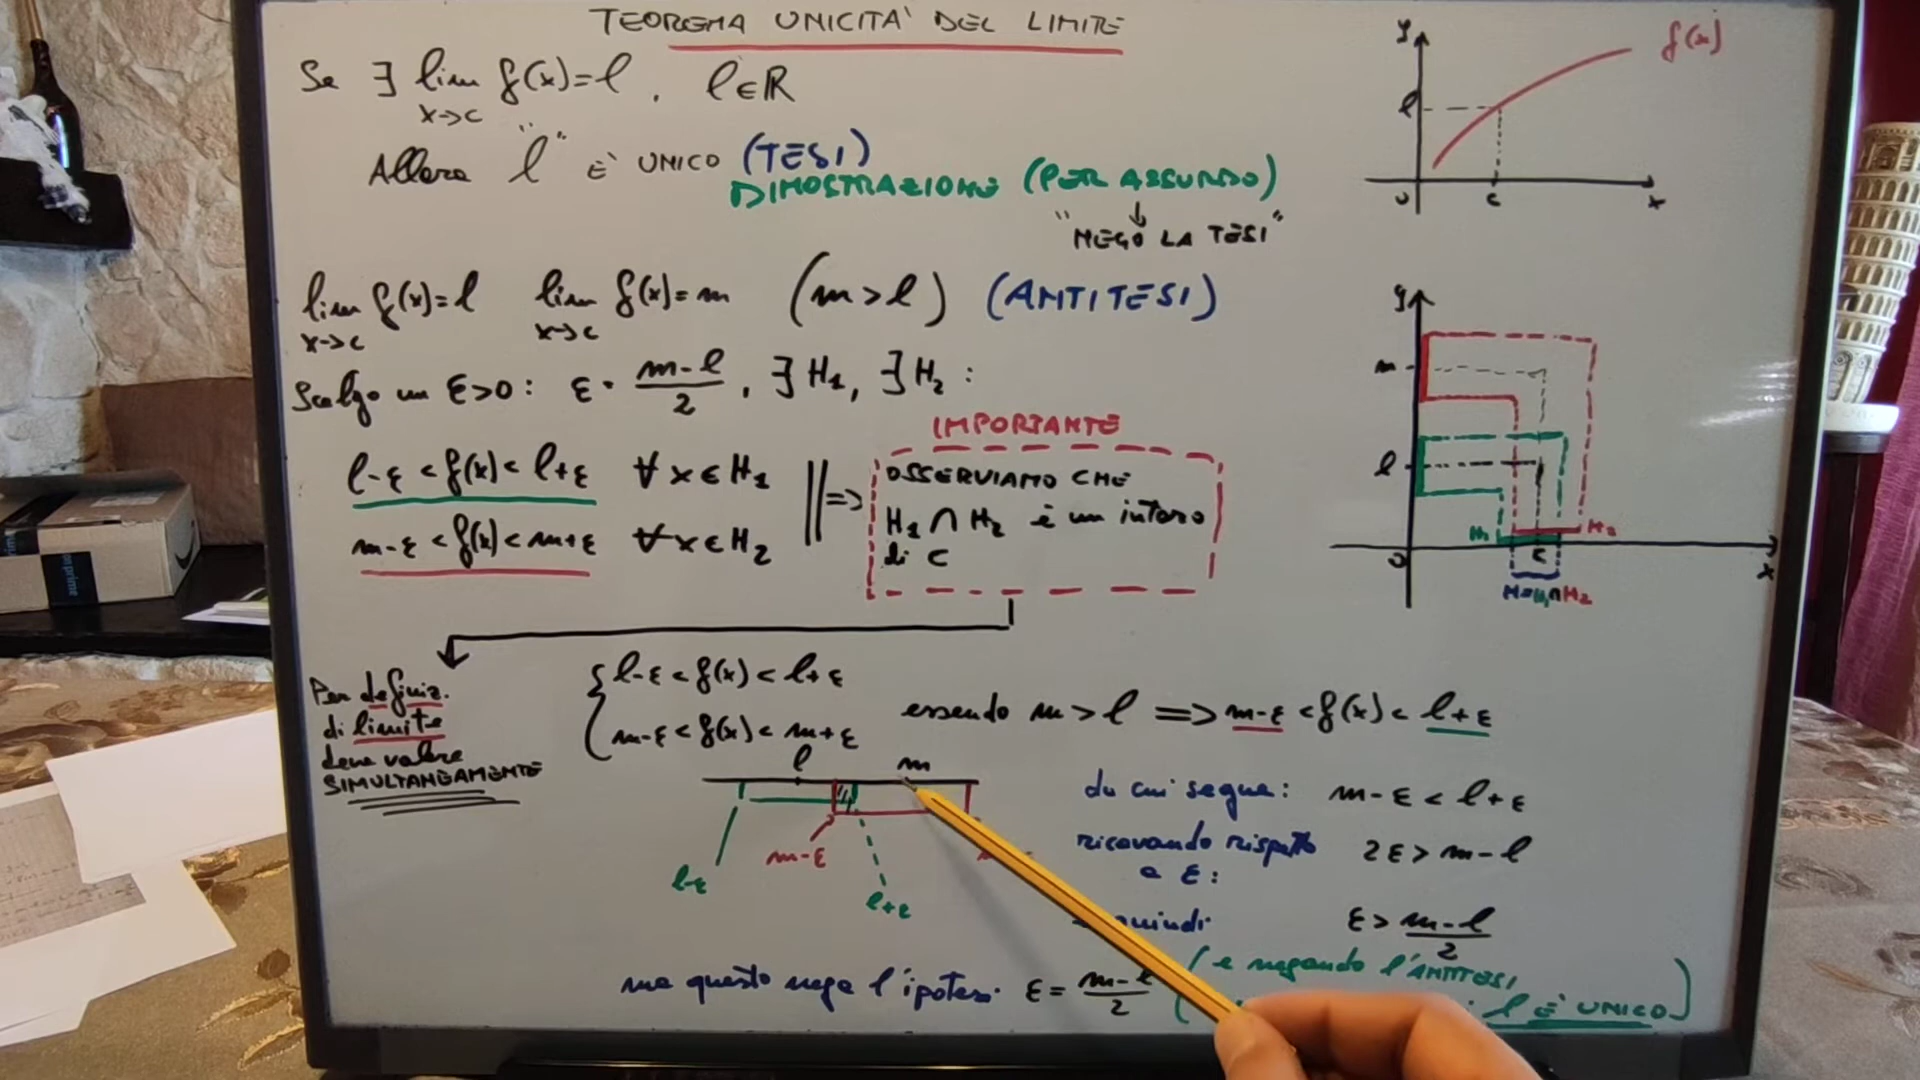 TEOREMA UNICITA' DEL LIMITE
Se ∃ lim f(x)=l , l∈R
x→c
Allora "l" E' UNICO (TESI)
DIMOSTRAZIONE (PER ASSURDO)
↓
"NEGO LA TESI"
lim f(x)=l lim f(x)=m (m>l) (ANTITESI)
x→c x→c
Scelgo un ε>0: ε = m-l/2 , ∃ H1, ∃ H2 :
IMPORTANTE
l-ε < f(x) < l+ε ∀ x ∈ H1
m-ε < f(x) < m+ε ∀ x ∈ H2
=>
OSSERVIAMO CHE
H1 ∩ H2 è un intorno
di C
Per definiz.
di limite
deve valere
SIMULTANEAMENTE
{ l-ε < f(x) < l+ε
m-ε < f(x) < m+ε
essendo m > l => m-ε < f(x) < l+ε
l m
m-ε
l-ε
l+ε
da cui segue: m-ε < l+ε
ricavando rispetto 2ε > m-l
a ε:
quindi ε > m-l/2
ma questo nega l'ipotesi ε = m-l/2
(e negando l'ANTITESI
l E' UNICO)
y
f(x)
l
0 c x
y
m
l
H1 H2
0 c x
H=H1∩H2
prime